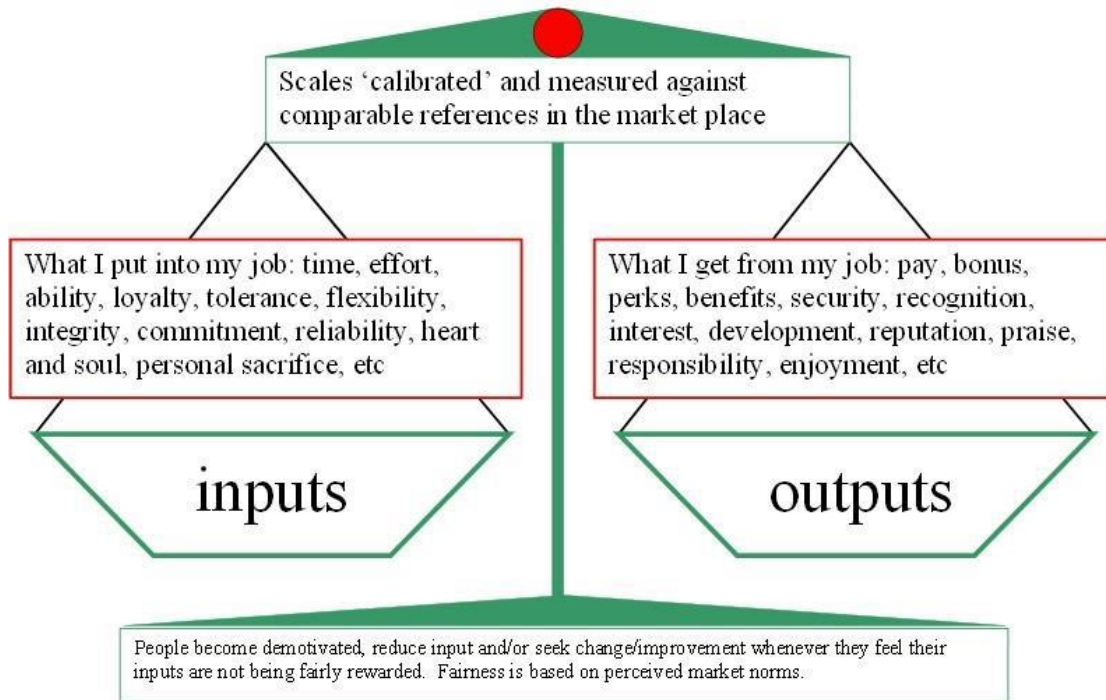 Scales ‘calibrated’ and measured against
comparable references in the market place
What I put into my job: time, effort,
ability, loyalty, tolerance, flexibility,
integrity, commitment, reliability, heart
and soul, personal sacrifice, etc
What I get from my job: pay, bonus,
perks, benefits, security, recognition,
interest, development, reputation, praise,
responsibility, enjoyment, etc
inputs
outputs
People become demotivated, reduce input and/or seek change/improvement whenever they feel their
inputs are not being fairly rewarded.  Fairness is based on perceived market norms.